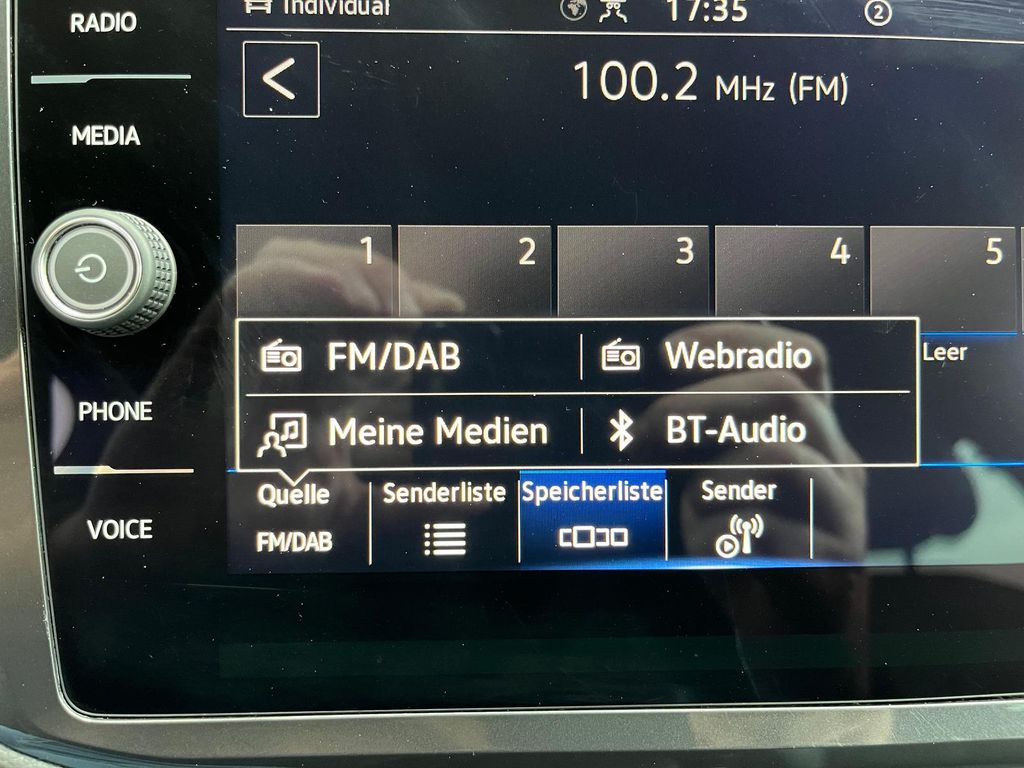 RADIO
MEDIA
PHONE
VOICE
Individual
17:35
2
<
100.2 MHz (FM)
1
2
3
4
5
FM/DAB
Webradio
Leer
Meine Medien
BT-Audio
Quelle
FM/DAB
Senderliste
Speicherliste
Sender